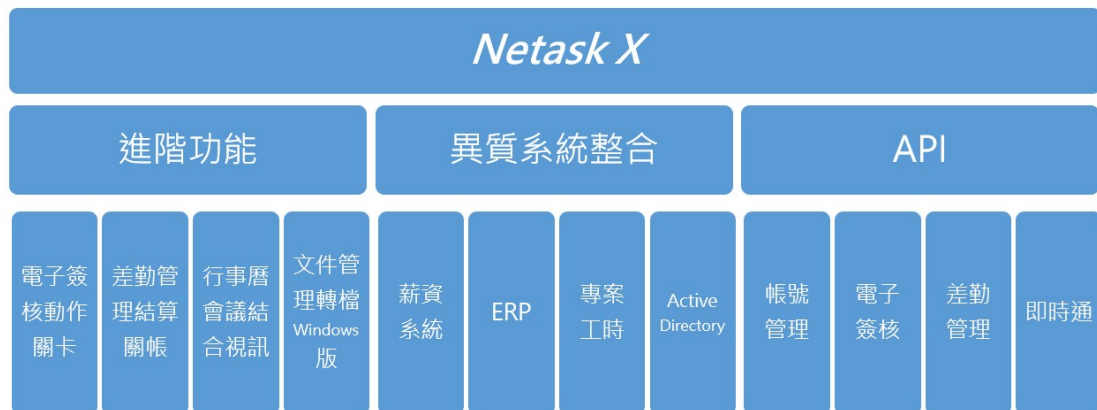 Netask X
進階功能
異質系統整合
API
電子簽
核動作
關卡
差勤管
理結算
關帳
行事曆
會議結
合視訊
文件管
理轉檔
Windows
版
薪資
系統
ERP
專案
工時
Active
Directory
帳號
管理
電子
簽核
差勤
管理
即時通